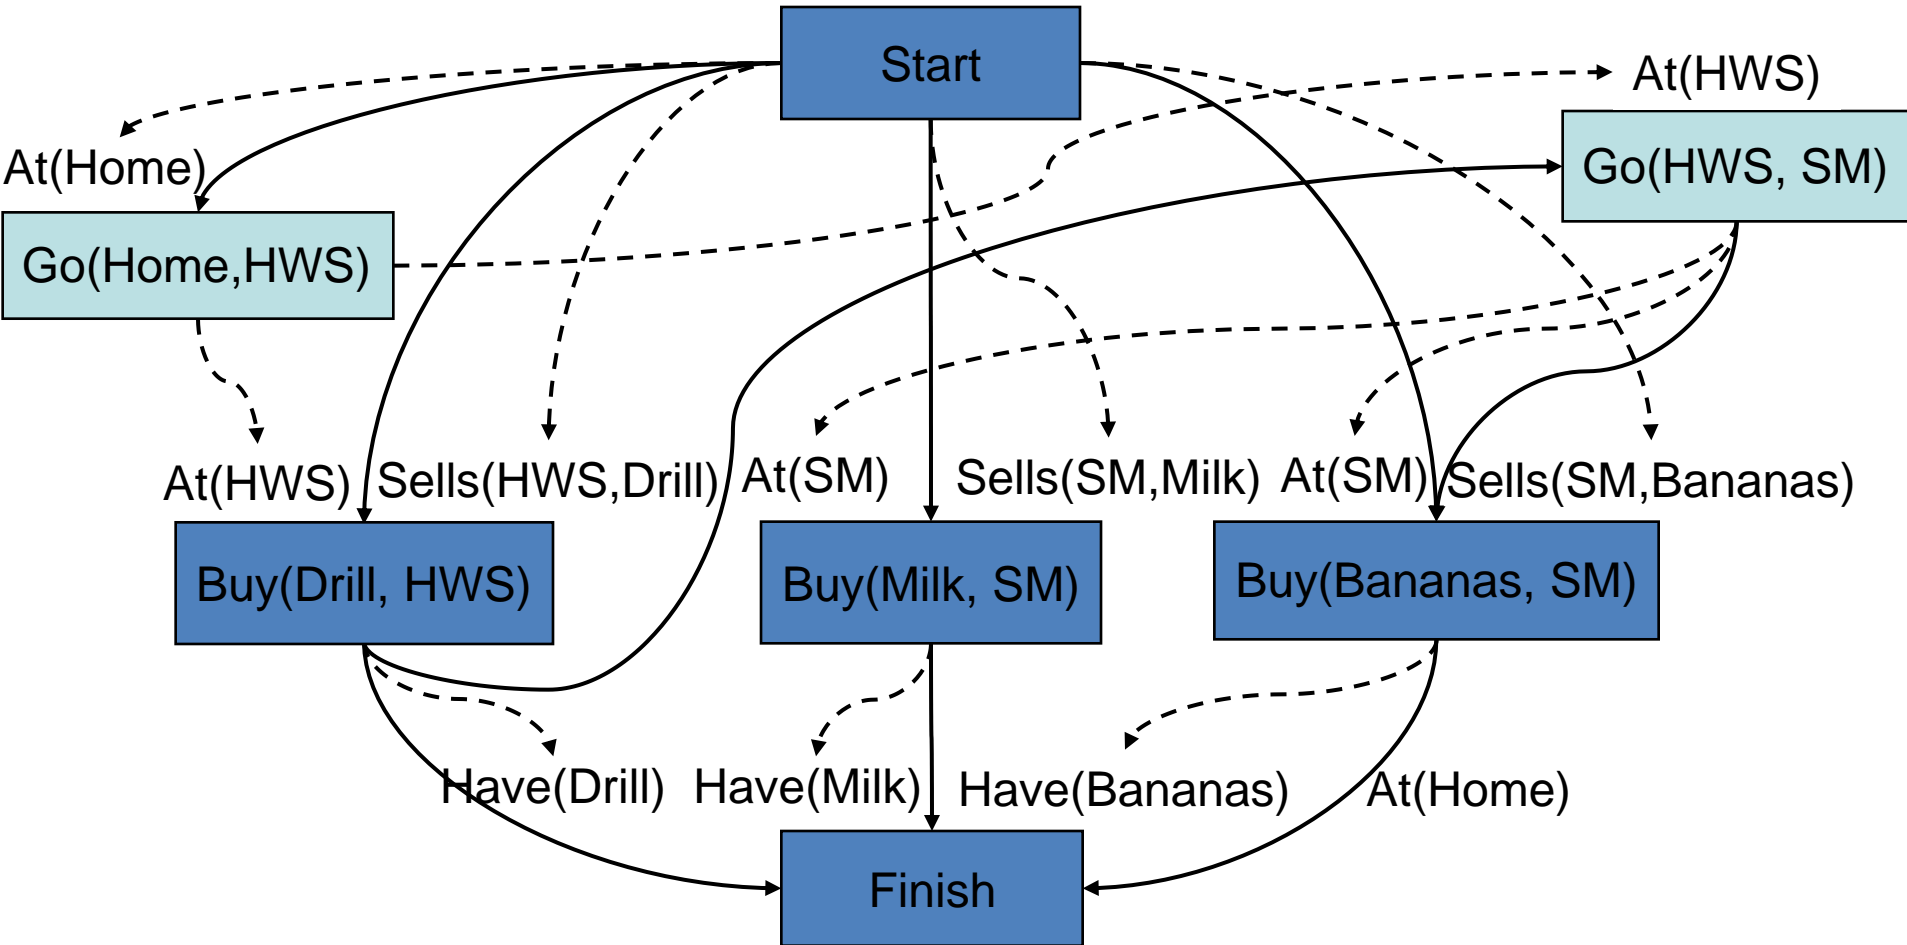 Start
At(HWS)
At(Home)
Go(HWS, SM)
Go(Home,HWS)
At(HWS)
Sells(HWS,Drill)
At(SM)
Sells(SM,Milk)
At(SM)
Sells(SM,Bananas)
Buy(Drill, HWS)
Buy(Milk, SM)
Buy(Bananas, SM)
Have(Drill)
Have(Milk)
Have(Bananas)
At(Home)
Finish